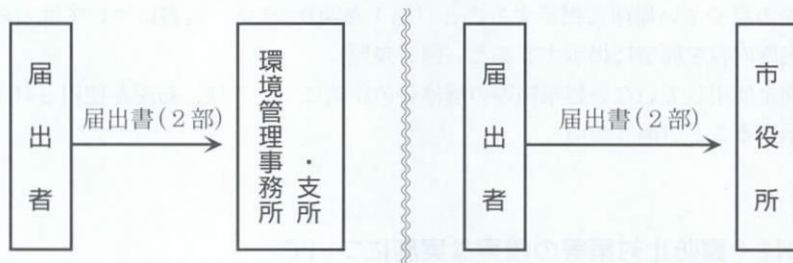 届出者
届出書(2部)
環境管理事務所
・支所
届出者
届出書(2部)
市役所